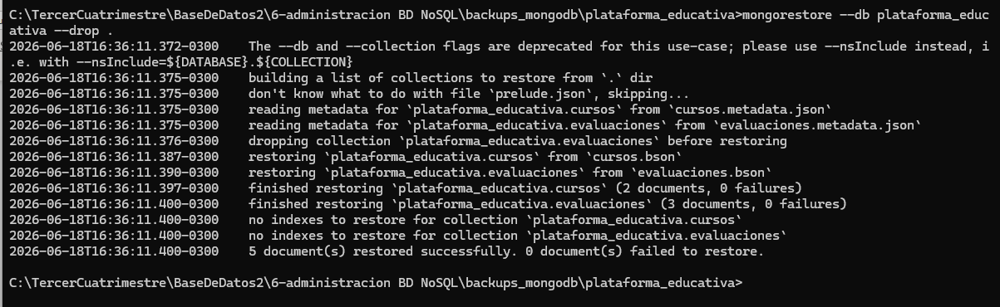 C:\TercerCuatrimestre\BaseDeDatos2\6-administracion BD NoSQL\backups_mongodb\plataforma_educativa>mongorestore --db plataforma_educ
ativa --drop .
2026-06-18T16:36:11.372-0300    The --db and --collection flags are deprecated for this use-case; please use --nsInclude instead, i
.e. with --nsInclude=${DATABASE}.${COLLECTION}
2026-06-18T16:36:11.375-0300    building a list of collections to restore from `.` dir
2026-06-18T16:36:11.375-0300    don't know what to do with file `prelude.json`, skipping...
2026-06-18T16:36:11.375-0300    reading metadata for `plataforma_educativa.cursos` from `cursos.metadata.json`
2026-06-18T16:36:11.375-0300    reading metadata for `plataforma_educativa.evaluaciones` from `evaluaciones.metadata.json`
2026-06-18T16:36:11.376-0300    dropping collection `plataforma_educativa.evaluaciones` before restoring
2026-06-18T16:36:11.387-0300    restoring `plataforma_educativa.cursos` from `cursos.bson`
2026-06-18T16:36:11.390-0300    restoring `plataforma_educativa.evaluaciones` from `evaluaciones.bson`
2026-06-18T16:36:11.397-0300    finished restoring `plataforma_educativa.cursos` (2 documents, 0 failures)
2026-06-18T16:36:11.400-0300    finished restoring `plataforma_educativa.evaluaciones` (3 documents, 0 failures)
2026-06-18T16:36:11.400-0300    no indexes to restore for collection `plataforma_educativa.cursos`
2026-06-18T16:36:11.400-0300    no indexes to restore for collection `plataforma_educativa.evaluaciones`
2026-06-18T16:36:11.400-0300    5 document(s) restored successfully. 0 document(s) failed to restore.
C:\TercerCuatrimestre\BaseDeDatos2\6-administracion BD NoSQL\backups_mongodb\plataforma_educativa>